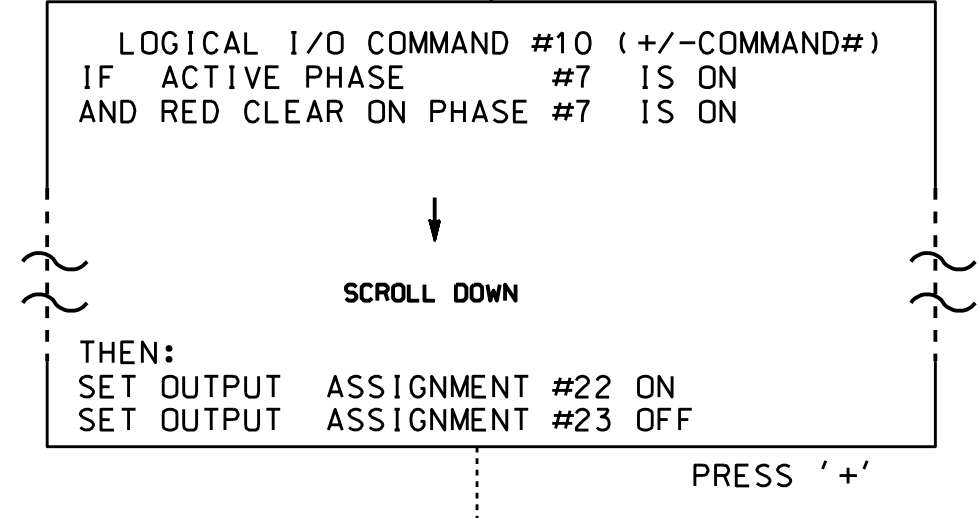 LOGICAL I/O COMMAND #10 (+/-COMMAND#)
IF ACTIVE PHASE #7 IS ON
AND RED CLEAR ON PHASE #7 IS ON
SCROLL DOWN
THEN:
SET OUTPUT ASSIGNMENT #22 ON
SET OUTPUT ASSIGNMENT #23 OFF
PRESS '+'